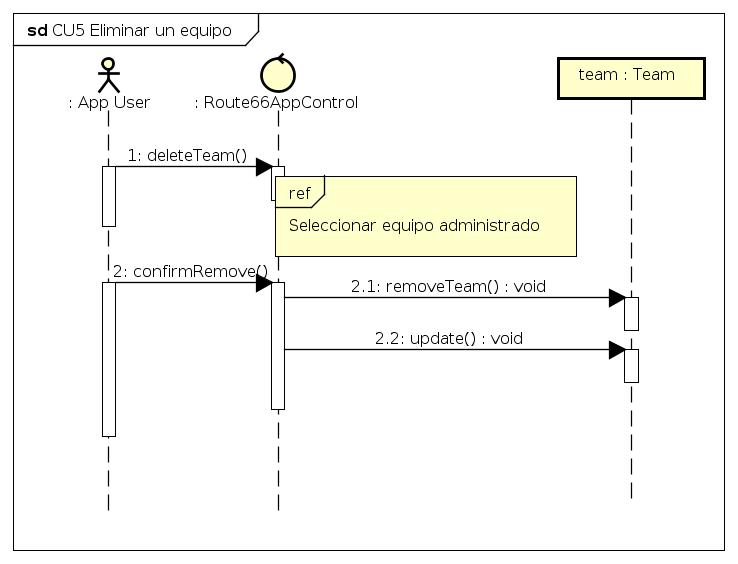 sd CU5 Eliminar un equipo
: App User
: Route66AppControl
team : Team
1: deleteTeam()
ref
Seleccionar equipo administrado
2: confirmRemove()
2.1: removeTeam() : void
2.2: update() : void